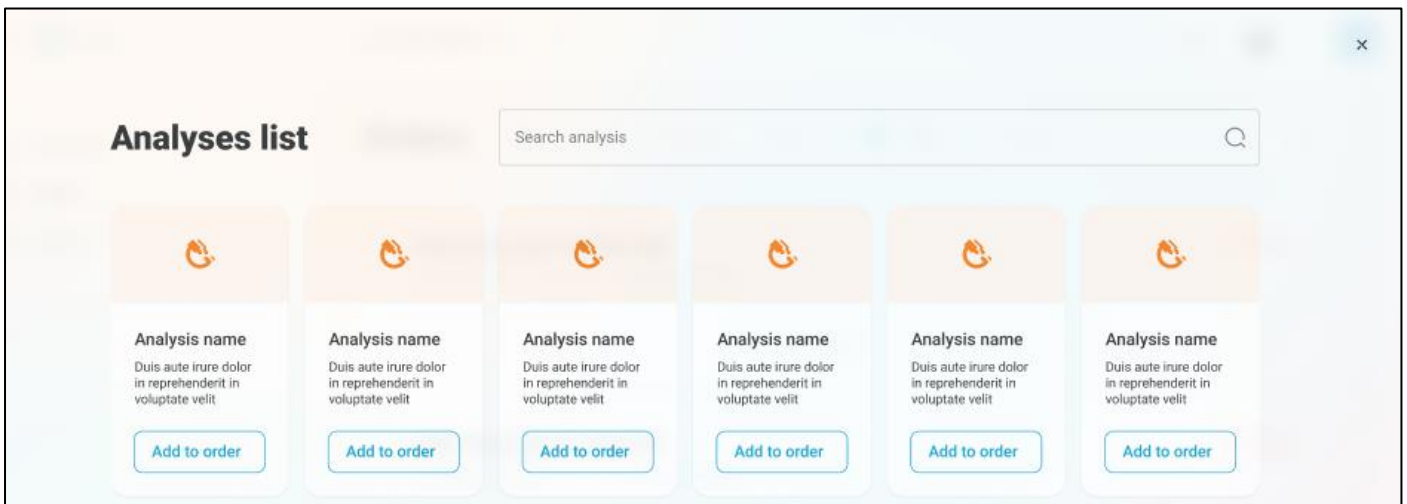 ×
Analyses list
Search analysis
Analysis name
Duis aute irure dolor
in reprehenderit in
voluptate velit
Add to order
Analysis name
Duis aute irure dolor
in reprehenderit in
voluptate velit
Add to order
Analysis name
Duis aute irure dolor
in reprehenderit in
voluptate velit
Add to order
Analysis name
Duis aute irure dolor
in reprehenderit in
voluptate velit
Add to order
Analysis name
Duis aute irure dolor
in reprehenderit in
voluptate velit
Add to order
Analysis name
Duis aute irure dolor
in reprehenderit in
voluptate velit
Add to order